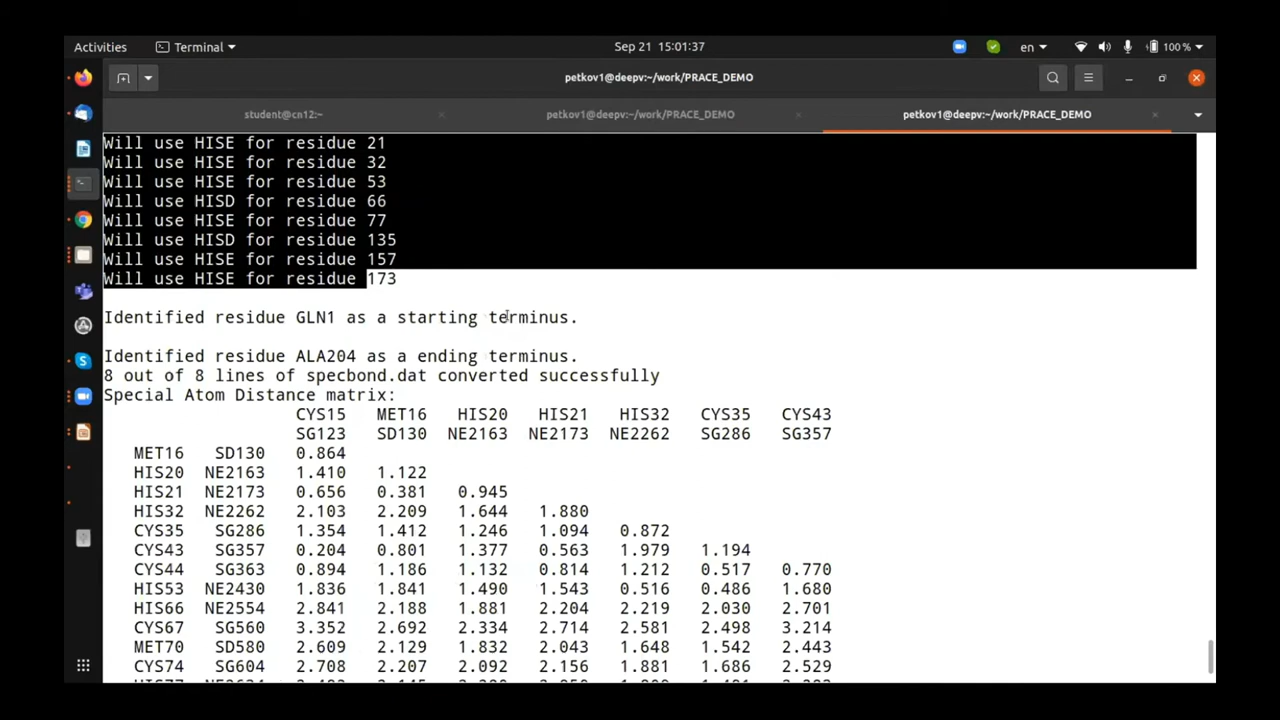 Activities
Terminal
Sep 21 15:01:37
en
100 %
petkov1@deepv:~/work/PRACE_DEMO
student@cn12:~
petkov1@deepv:~/work/PRACE_DEMO
petkov1@deepv:~/work/PRACE_DEMO
Will use HISE for residue 21
Will use HISE for residue 32
Will use HISE for residue 53
Will use HISD for residue 66
Will use HISE for residue 77
Will use HISD for residue 135
Will use HISE for residue 157
Will use HISE for residue 173
Identified residue GLN1 as a starting terminus.
Identified residue ALA204 as a ending terminus.
8 out of 8 lines of specbond.dat converted successfully
Special Atom Distance matrix:
CYS15 MET16 HIS20 HIS21 HIS32 CYS35 CYS43
SG123 SD130 NE2163 NE2173 NE2262 SG286 SG357
MET16 SD130 0.864
HIS20 NE2163 1.410 1.122
HIS21 NE2173 0.656 0.381 0.945
HIS32 NE2262 2.103 2.209 1.644 1.880
CYS35 SG286 1.354 1.412 1.246 1.094 0.872
CYS43 SG357 0.204 0.801 1.377 0.563 1.979 1.194
CYS44 SG363 0.894 1.186 1.132 0.814 1.212 0.517 0.770
HIS53 NE2430 1.836 1.841 1.490 1.543 0.516 0.486 1.680
HIS66 NE2554 2.841 2.188 1.881 2.204 2.219 2.030 2.701
CYS67 SG560 3.352 2.692 2.334 2.714 2.581 2.498 3.214
MET70 SD580 2.609 2.129 1.832 2.043 1.648 1.542 2.443
CYS74 SG604 2.708 2.207 2.092 2.156 1.881 1.686 2.529